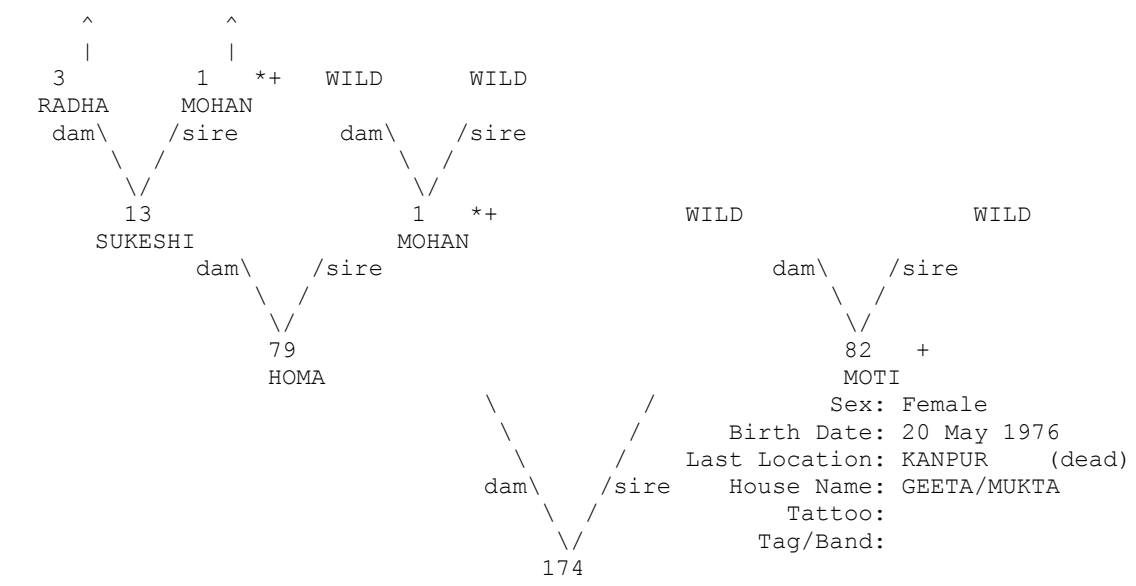 ^ ^
| |
3 1 *+ WILD WILD
RADHA MOHAN
dam\ /sire dam\ /sire
\ / \ /
\/ \/
13 1 *+ WILD WILD
SUKESHI MOHAN
dam\ /sire dam\ /sire
\ / \ /
\/ \/
79 82 +
HOMA MOTI
\ / Sex: Female
\ / Birth Date: 20 May 1976
\ / Last Location: KANPUR (dead)
dam\ /sire House Name: GEETA/MUKTA
\ / Tattoo:
\/ Tag/Band:
174